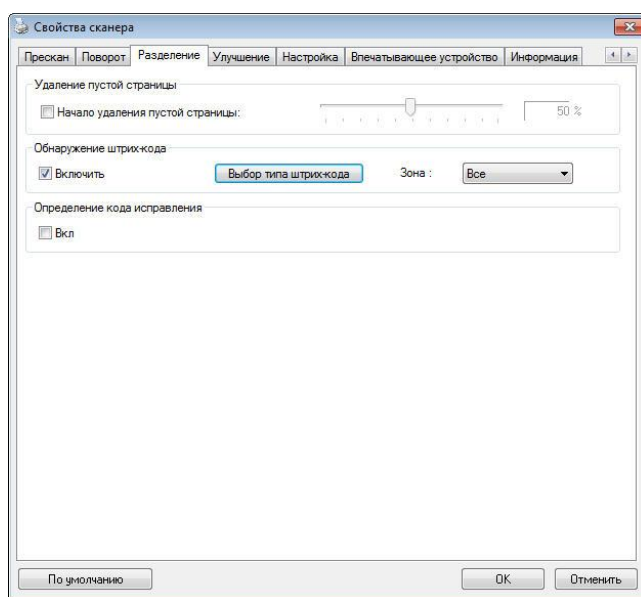 Свойства сканера
Прескан Поворот Разделение Улучшение Настройка Впечатывающее устройство Информация
Удаление пустой страницы
Начало удаления пустой страницы: 50 %
Обнаружение штрих-кода
Включить Выбор типа штрих-кода Зона : Все
Определение кода исправления
Вкл
По умолчанию OK Отменить